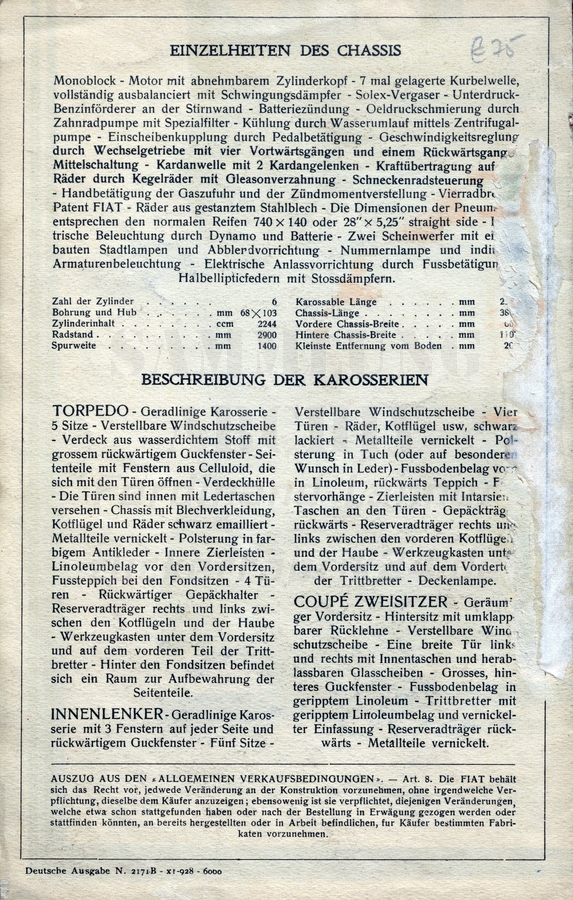 E 75
EINZELHEITEN DES CHASSIS
Monoblock - Motor mit abnehmbarem Zylinderkopf - 7 mal gelagerte Kurbelwelle,
vollständig ausbalanciert mit Schwingungsdämpfer - Solex-Vergaser - Unterdruck-
Benzinförderer an der Stirnwand - Batteriezündung - Oeldruckschmierung durch
Zahnradpumpe mit Spezialfilter - Kühlung durch Wasserumlauf mittels Zentrifugal-
pumpe - Einscheibenkupplung durch Pedalbetätigung - Geschwindigkeitsreglung
durch Wechselgetriebe mit vier Vortwärtsgängen und einem Rückwärtsgang
Mittelschaltung - Kardanwelle mit 2 Kardangelenken - Kraftübertragung auf
Räder durch Kegelräder mit Gleasonverzahnung - Schneckenradsteuerung
- Handbetätigung der Gaszufuhr und der Zündmomentverstellung - Vierradbre
Patent FIAT - Räder aus gestanztem Stahlblech - Die Dimensionen der Pneum
entsprechen den normalen Reifen 740 × 140 oder 28" × 5,25" straight side -
trische Beleuchtung durch Dynamo und Batterie - Zwei Scheinwerfer mit ei
bauten Stadtlampen und Abblendvorrichtung - Nummernlampe und indi
Armaturenbeleuchtung - Elektrische Anlassvorrichtung durch Fussbetätigun
Halbellipticfedern mit Stossdämpfern.
Zahl der Zylinder . . . . . . 6
Bohrung und Hub . . . . . mm 68×103
Zylinderinhalt . . . . . . ccm 2244
Radstand . . . . . . . . mm 2900
Spurweite . . . . . . . mm 1400
Karossable Länge . . . . . mm 2
Chassis-Länge . . . . . . mm 38
Vordere Chassis-Breite . . . . mm
Hintere Chassis-Breite . . . . mm 110
Kleinste Entfernung vom Boden . mm 20
BESCHREIBUNG DER KAROSSERIEN
TORPEDO - Geradlinige Karosserie -
5 Sitze - Verstellbare Windschutzscheibe
- Verdeck aus wasserdichtem Stoff mit
grossem rückwärtigem Guckfenster - Sei-
tenteile mit Fenstern aus Celluloid, die
sich mit den Türen öffnen - Verdeckhülle
- Die Türen sind innen mit Ledertaschen
versehen - Chassis mit Blechverkleidung,
Kotflügel und Räder schwarz emailliert -
Metallteile vernickelt - Polsterung in far-
bigem Antikleder - Innere Zierleisten -
Linoleumbelag vor den Vordersitzen,
Fussteppich bei den Fondsitzen - 4 Tü-
ren - Rückwärtiger Gepäckhalter -
Reserveradträger rechts und links zwi-
schen den Kotflügeln und der Haube
- Werkzeugkasten unter dem Vordersitz
und auf dem vorderen Teil der Tritt-
bretter - Hinter den Fondsitzen befindet
sich ein Raum zur Aufbewahrung der
Seitenteile.
INNENLENKER - Geradlinige Karos-
serie mit 3 Fenstern auf jeder Seite und
rückwärtigem Guckfenster - Fünf Sitze -
Verstellbare Windschutzscheibe - Vier
Türen - Räder, Kotflügel usw, schwarz
lackiert - Metallteile vernickelt - Pol-
sterung in Tuch (oder auf besonderen
Wunsch in Leder) - Fussbodenbelag vo
in Linoleum, rückwärts Teppich - F
stervorhänge - Zierleisten mit Intarsien
Taschen an den Türen - Gepäckträg
rückwärts - Reserveradträger rechts und
links zwischen den vorderen Kotflügel
und der Haube - Werkzeugkasten unte
dem Vordersitz und auf dem Vordert
der Trittbretter - Deckenlampe.
COUPÉ ZWEISITZER - Geräum
ger Vordersitz - Hintersitz mit umklapp
barer Rücklehne - Verstellbare Wind
schutzscheibe - Eine breite Tür links
und rechts mit Innentaschen und herab-
lassbaren Glasscheiben - Grosses, hin-
teres Guckfenster - Fussbodenbelag in
geripptem Linoleum - Trittbretter mit
geripptem Linoleumbelag und vernickel-
ter Einfassung - Reserveradträger rück-
wärts - Metallteile vernickelt.
AUSZUG AUS DEN «ALLGEMEINEN VERKAUFSBEDINGUNGEN». — Art. 8. Die FIAT behält
sich das Recht vor, jedwede Veränderung an der Konstruktion vorzunehmen, ohne irgendwelche Ver-
pflichtung, dieselbe dem Käufer anzuzeigen; ebensowenig ist sie verpflichtet, diejenigen Veränderungen,
welche etwa schon stattgefunden haben oder nach der Bestellung in Erwägung gezogen werden oder
stattfinden könnten, an bereits hergestellten oder in Arbeit befindlichen, fur Käufer bestimmten Fabri-
katen vorzunehmen.
Deutsche Ausgabe N. 2171B - XI-928 - 6000